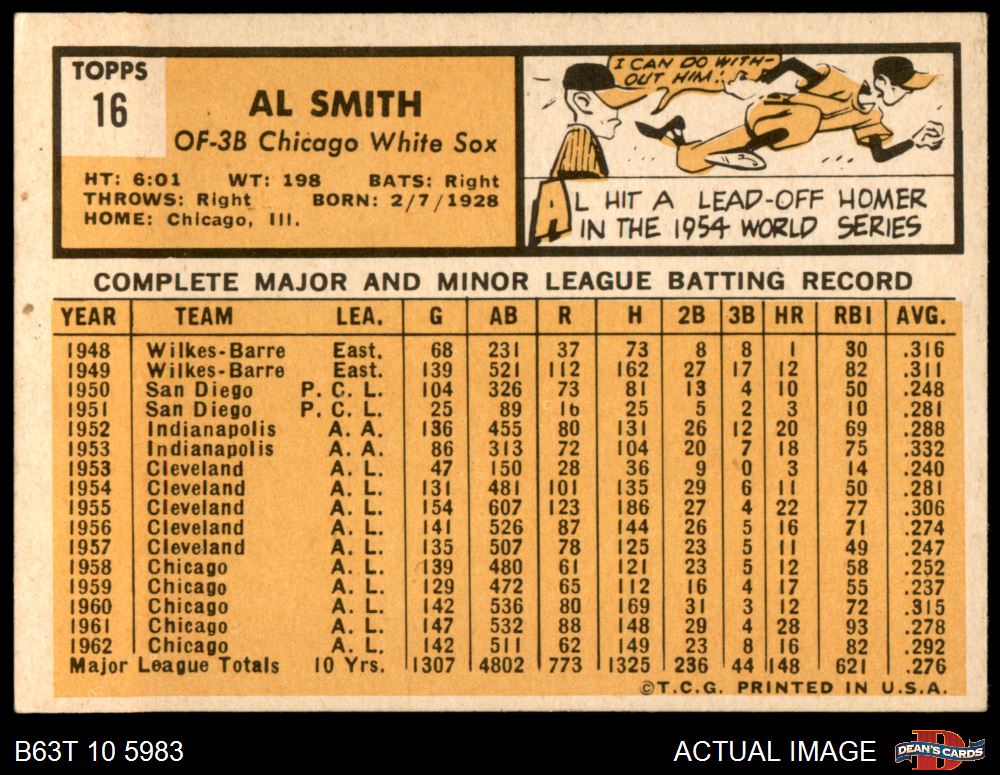 TOPPS
16
AL SMITH
OF-3B Chicago White Sox
HT: 6:01 WT: 198 BATS: Right
THROWS: Right BORN: 2/7/1928
HOME: Chicago, Ill.
I CAN DO WITH-
OUT HIM!
AL HIT A LEAD-OFF HOMER
IN THE 1954 WORLD SERIES
COMPLETE MAJOR AND MINOR LEAGUE BATTING RECORD
YEAR TEAM LEA. G AB R H 2B 3B HR RBI AVG.
1948 Wilkes-Barre East. 68 231 37 73 8 8 1 30 .316
1949 Wilkes-Barre East. 139 521 112 162 27 17 12 82 .311
1950 San Diego P. C. L. 104 326 73 81 13 4 10 50 .248
1951 San Diego P. C. L. 25 89 16 25 5 2 3 10 .281
1952 Indianapolis A. A. 136 455 80 131 26 12 20 69 .288
1953 Indianapolis A. A. 86 313 72 104 20 7 18 75 .332
1953 Cleveland A. L. 47 150 28 36 9 0 3 14 .240
1954 Cleveland A. L. 131 481 101 135 29 6 11 50 .281
1955 Cleveland A. L. 154 607 123 186 27 4 22 77 .306
1956 Cleveland A. L. 141 526 87 144 26 5 16 71 .274
1957 Cleveland A. L. 135 507 78 125 23 5 11 49 .247
1958 Chicago A. L. 139 480 61 121 23 5 12 58 .252
1959 Chicago A. L. 129 472 65 112 16 4 17 55 .237
1960 Chicago A. L. 142 536 80 169 31 3 12 72 .315
1961 Chicago A. L. 147 532 88 148 29 4 28 93 .278
1962 Chicago A. L. 142 511 62 149 23 8 16 82 .292
Major League Totals 10 Yrs. 1307 4802 773 1325 236 44 148 621 .276
©T.C.G. PRINTED IN U.S.A.
B63T 10 5983 ACTUAL IMAGE D DEAN'S CARDS